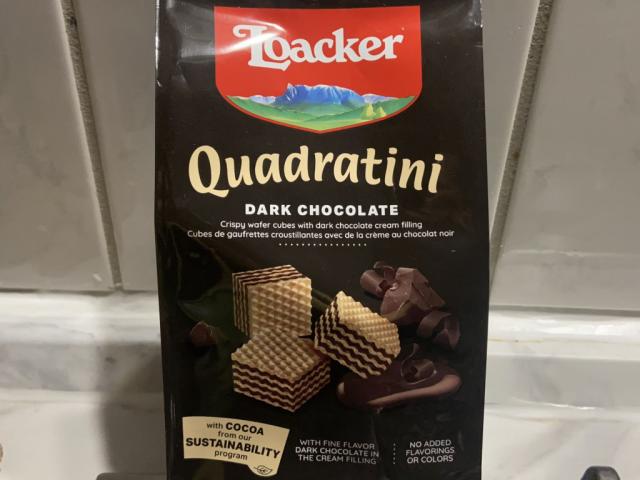 Loacker
Quadratini
DARK CHOCOLATE
Crispy wafer cubes with dark chocolate cream filling
Cubes de gaufrettes croustillantes avec de la crème au chocolat noir
with COCOA
from our
SUSTAINABILITY
program
WITH FINE FLAVOR
DARK CHOCOLATE IN
THE CREAM FILLING
NO ADDED
FLAVORINGS
OR COLORS